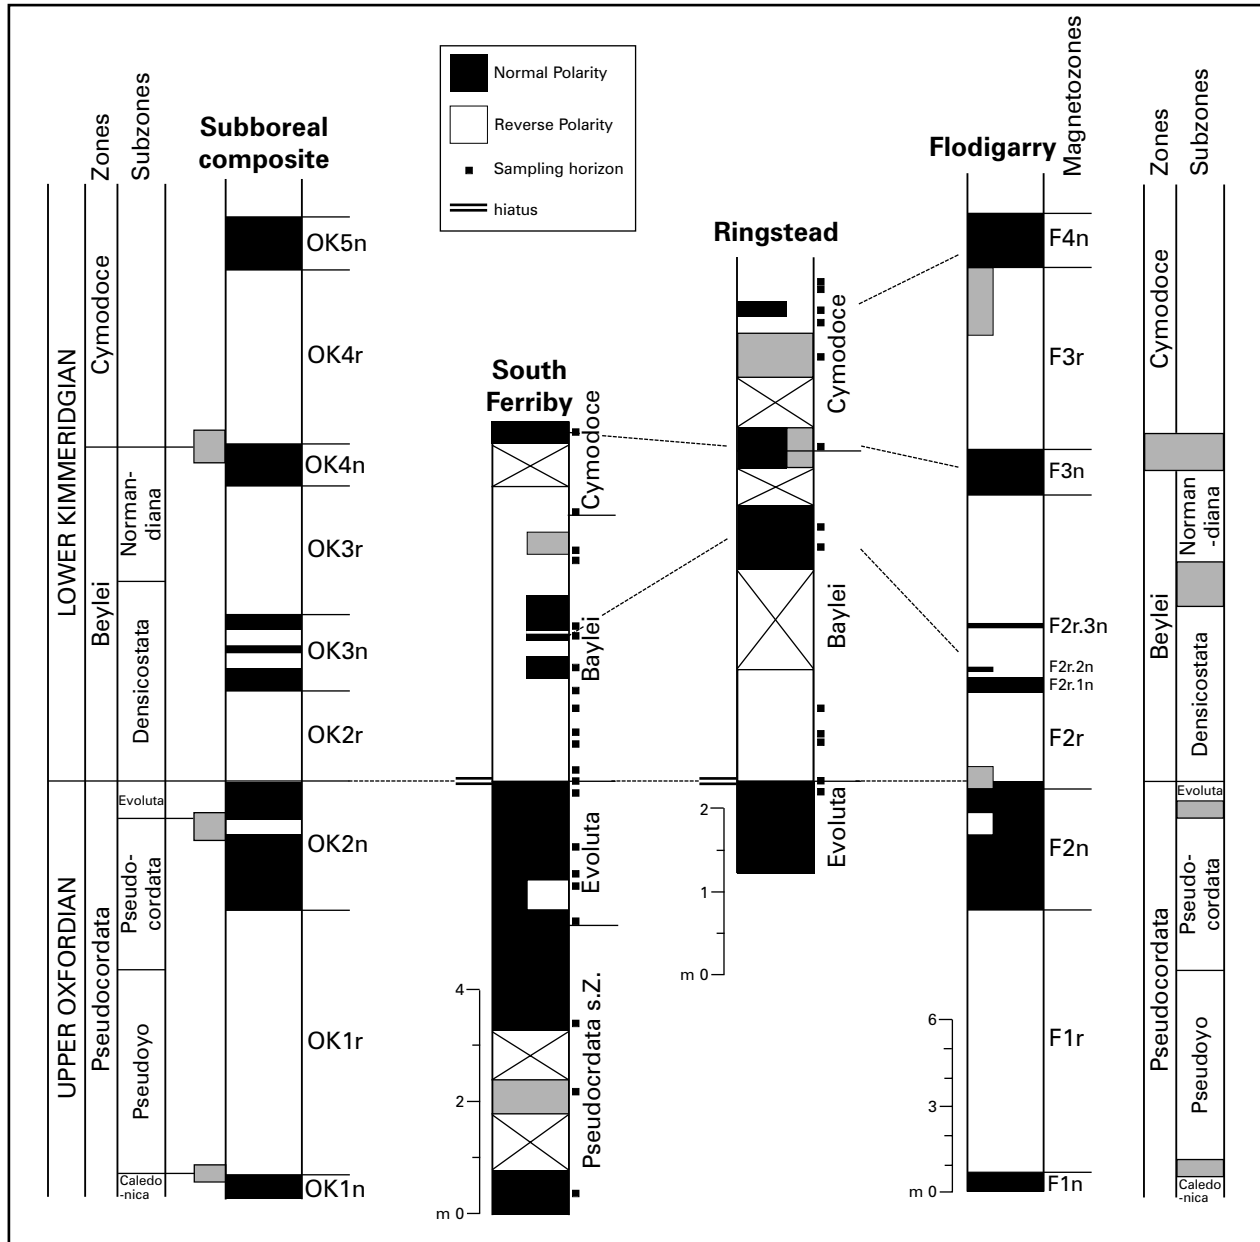 Normal Polarity
Reverse Polarity
Sampling horizon
hiatus
Zones
Subzones
Subboreal
composite
LOWER KIMMERIDGIAN
UPPER OXFORDIAN
Cymodoce
Beylei
Pseudocordata
Norman-
diana
Densicostata
Evoluta
Pseudo-
cordata
Pseudoyo
Caledo
-nica
OK5n
OK4r
OK4n
OK3r
OK3n
OK2r
OK2n
OK1r
OK1n
South
Ferriby
Cymodoce
Baylei
Evoluta
Pseudocrdata s.Z.
4
2
m 0
Ringstead
Cymodoce
Baylei
Evoluta
2
1
m 0
Flodigarry
Magnetozones
F4n
F3r
F3n
F2r.3n
F2r.2n
F2r.1n
F2r
F2n
F1r
F1n
6
3
m 0
Zones
Subzones
Cymodoce
Beylei
Pseudocordata
Norman
-diana
Densicostata
Evoluta
Pseudo-
cordata
Pseudoyo
Caledo
-nica